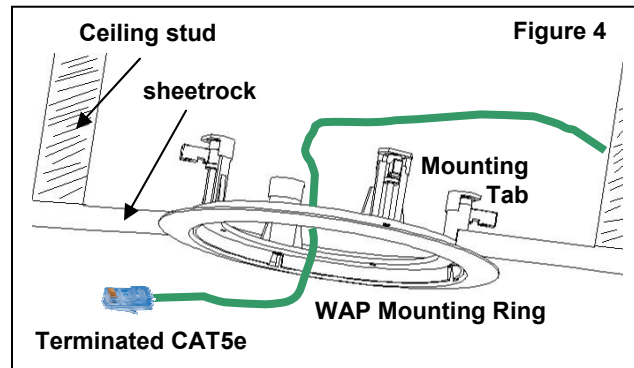 Ceiling stud
Figure 4
sheetrock
Mounting
Tab
WAP Mounting Ring
Terminated CAT5e